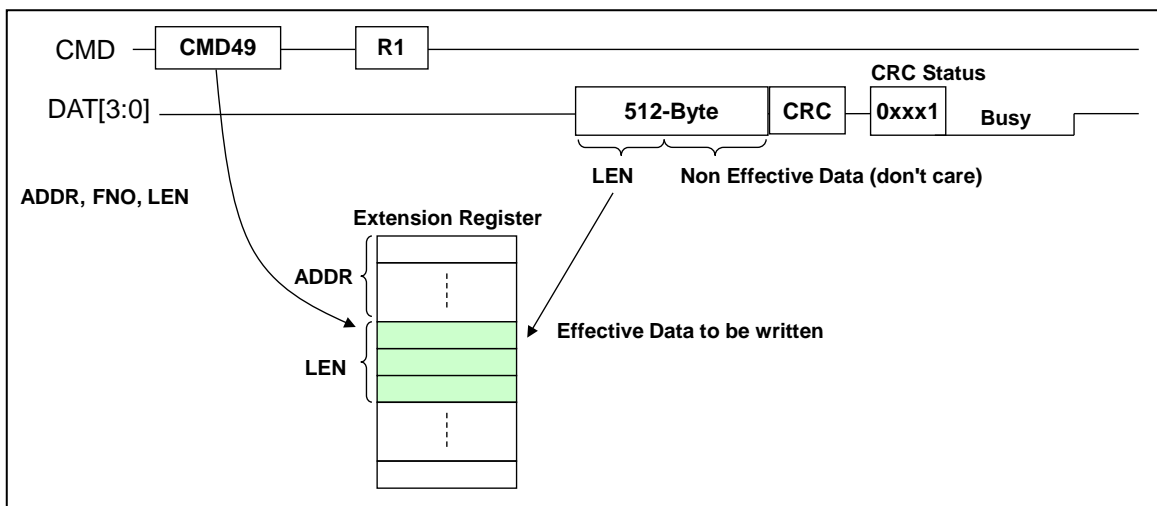 CMD CMD49 R1
CRC Status
DAT[3:0] 512-Byte CRC 0xxx1 Busy
LEN Non Effective Data (don't care)
ADDR, FNO, LEN
Extension Register
ADDR
Effective Data to be written
LEN